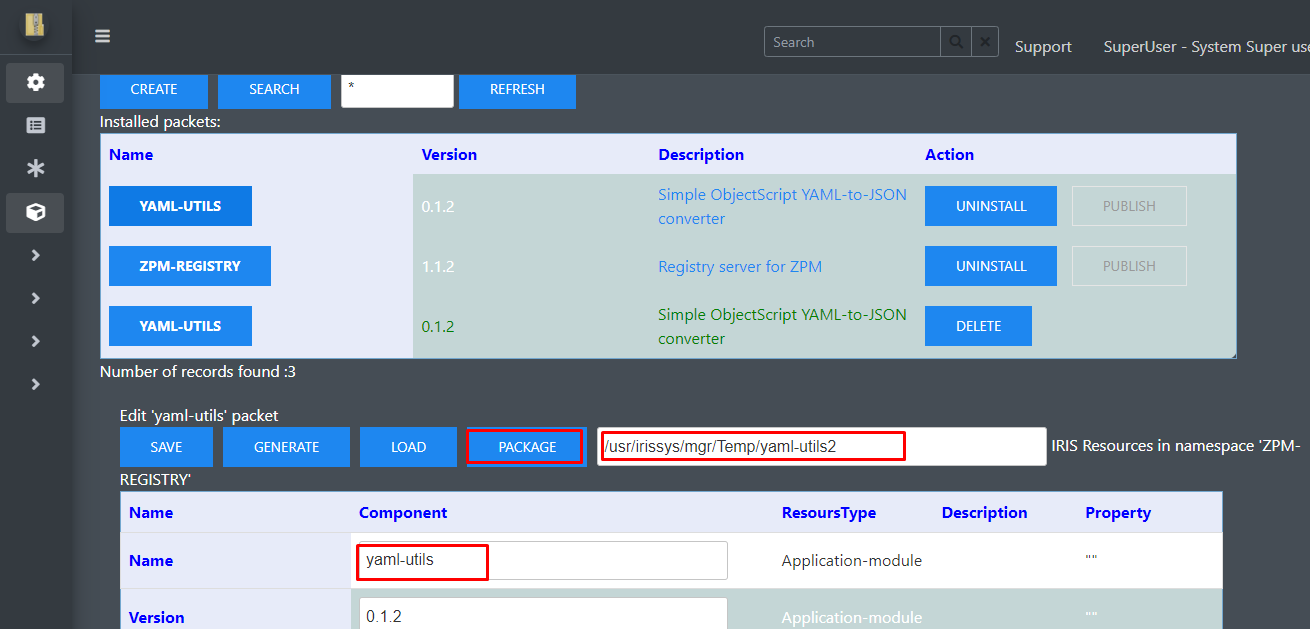 Search
Support
SuperUser - System Super use
CREATE SEARCH * REFRESH
Installed packets:
Name Version Description Action
YAML-UTILS 0.1.2 Simple ObjectScript YAML-to-JSON converter UNINSTALL PUBLISH
ZPM-REGISTRY 1.1.2 Registry server for ZPM UNINSTALL PUBLISH
YAML-UTILS 0.1.2 Simple ObjectScript YAML-to-JSON converter DELETE
Number of records found :3
Edit 'yaml-utils' packet
SAVE GENERATE LOAD PACKAGE /usr/irissys/mgr/Temp/yaml-utils2 IRIS Resources in namespace 'ZPM-
REGISTRY'
Name Component ResoursType Description Property
Name yaml-utils Application-module ""
Version 0.1.2 Application-module ""